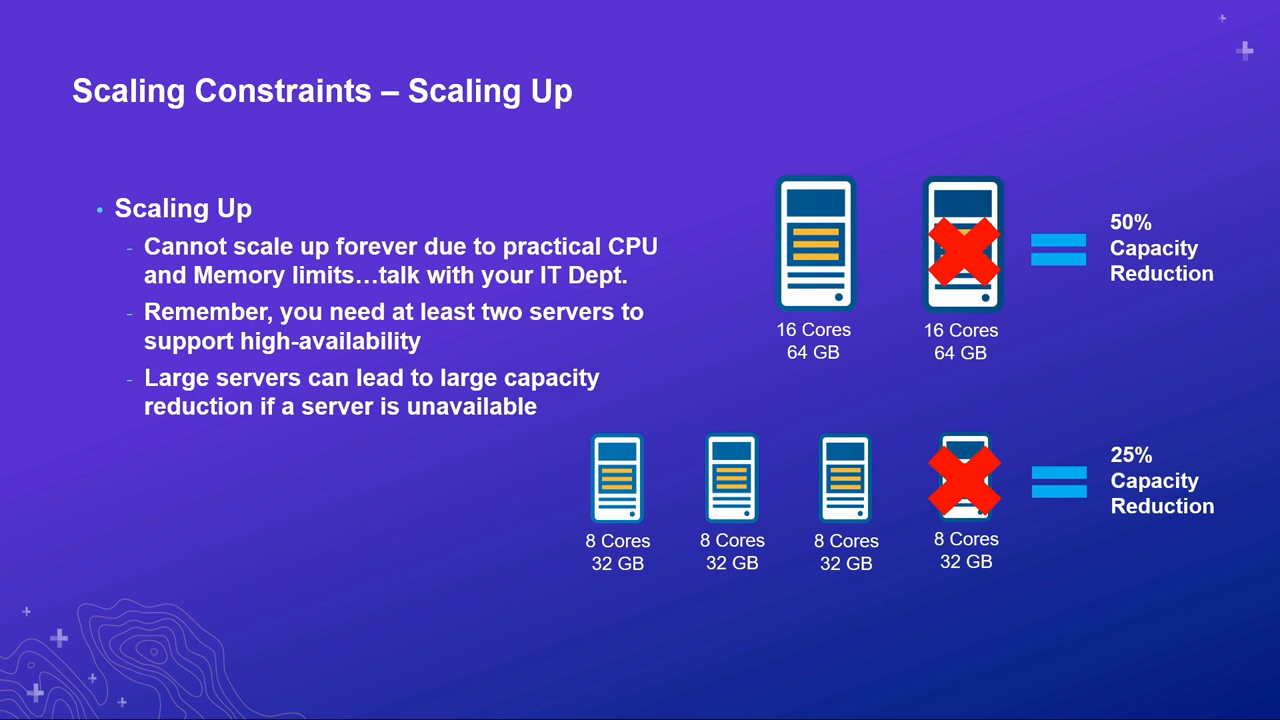 Scaling Constraints – Scaling Up
• Scaling Up
- Cannot scale up forever due to practical CPU
and Memory limits…talk with your IT Dept.
- Remember, you need at least two servers to
support high-availability
- Large servers can lead to large capacity
reduction if a server is unavailable
16 Cores
64 GB
16 Cores
64 GB
50%
Capacity
Reduction
8 Cores
32 GB
8 Cores
32 GB
8 Cores
32 GB
8 Cores
32 GB
25%
Capacity
Reduction